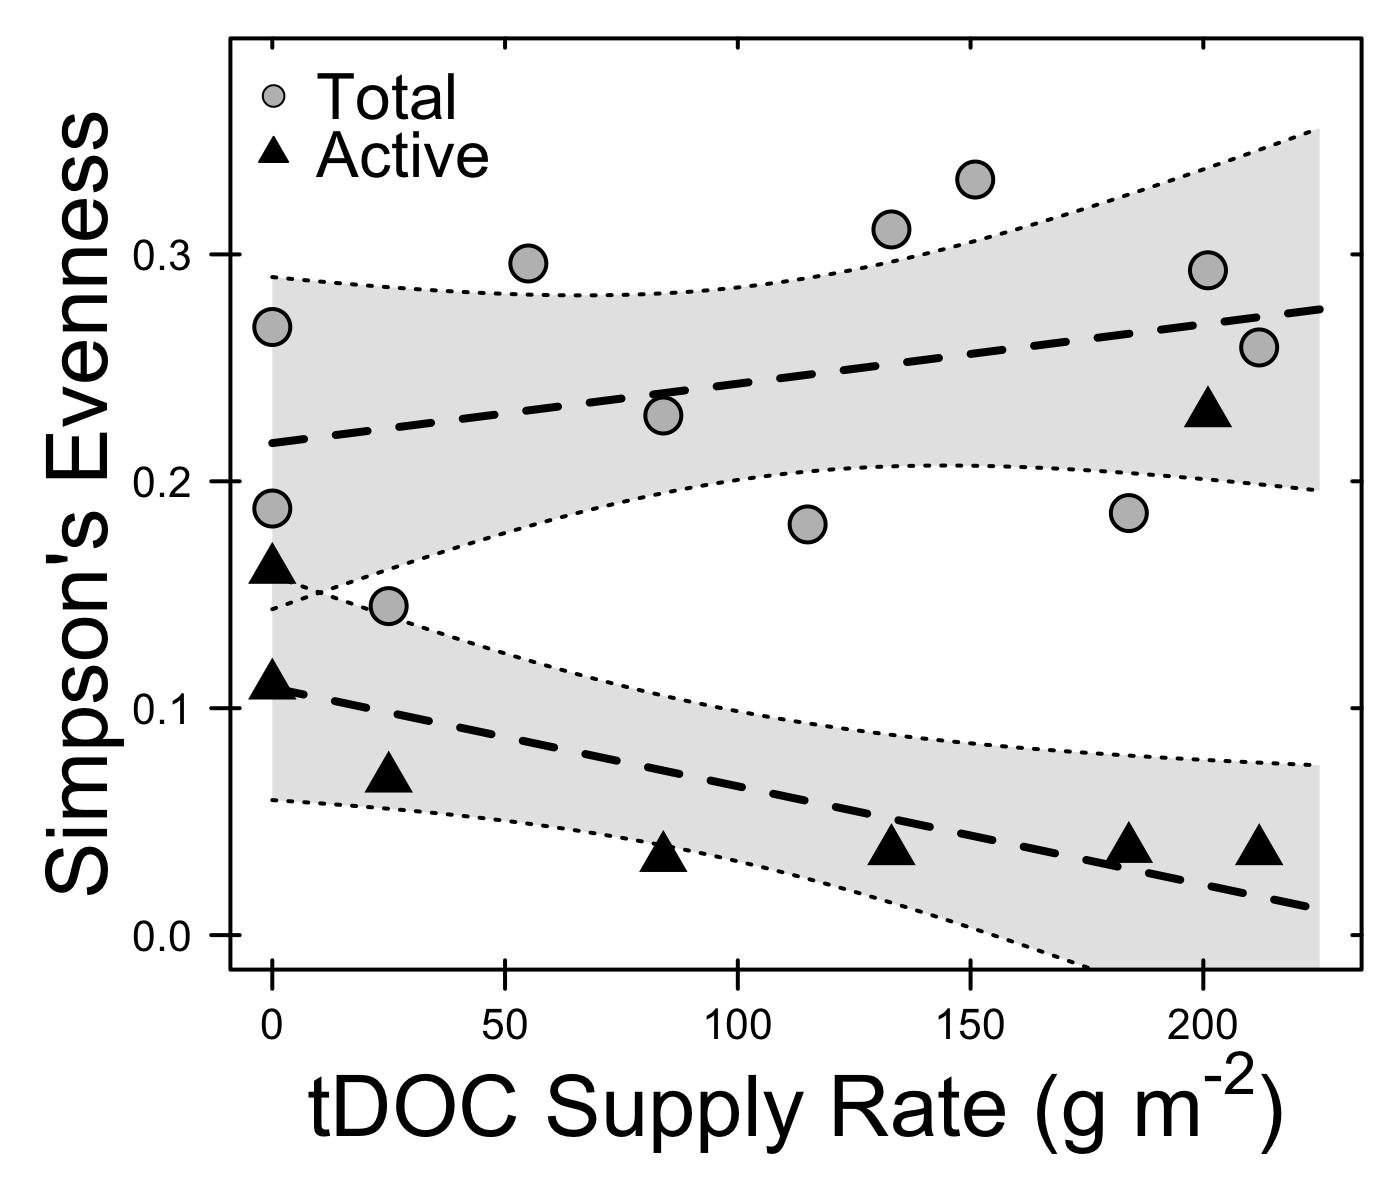 Total
Active
Simpson's Evenness
0.3
0.2
0.1
0.0
0 50 100 150 200
tDOC Supply Rate (g m⁻²)